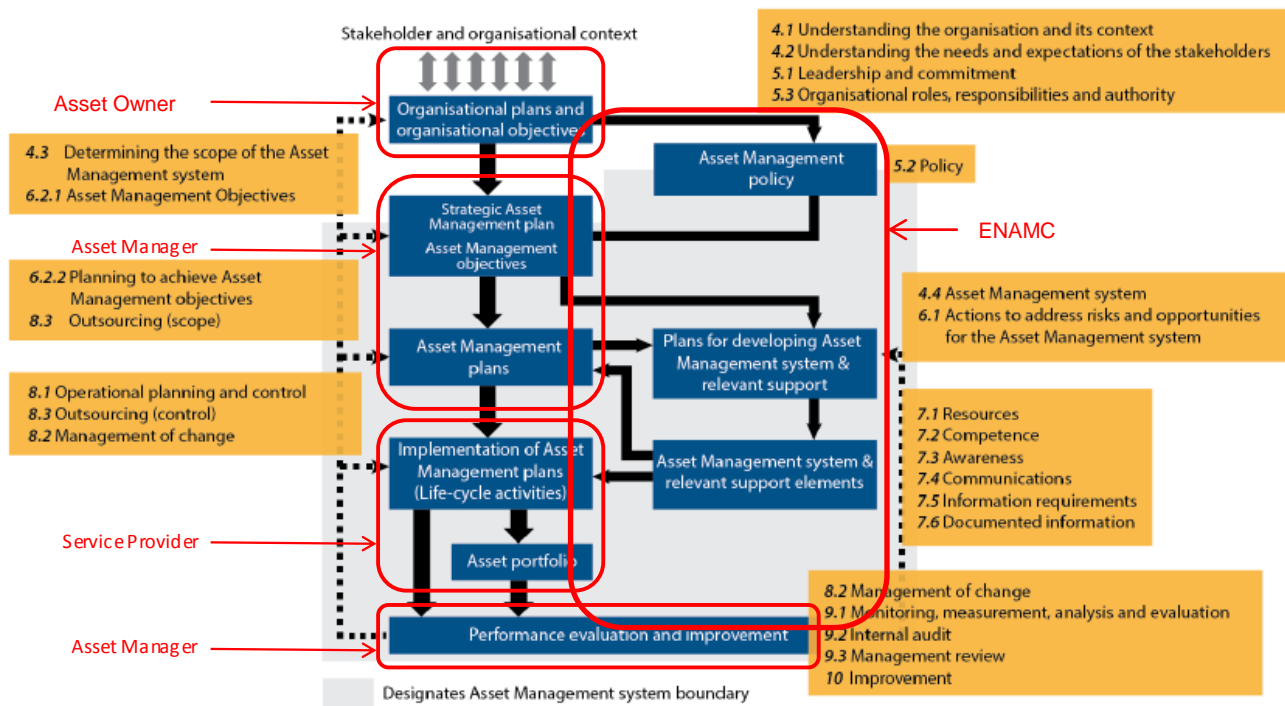 Stakeholder and organisational context
Asset Owner
Organisational plans and
organisational objectives
4.1 Understanding the organisation and its context
4.2 Understanding the needs and expectations of the stakeholders
5.1 Leadership and commitment
5.3 Organisational roles, responsibilities and authority
4.3 Determining the scope of the Asset
Management system
6.2.1 Asset Management Objectives
Asset Management
policy
5.2 Policy
Asset Manager
Strategic Asset
Management plan
Asset Management
objectives
ENAMC
6.2.2 Planning to achieve Asset
Management objectives
8.3 Outsourcing (scope)
4.4 Asset Management system
6.1 Actions to address risks and opportunities
for the Asset Management system
Asset Management
plans
Plans for developing Asset
Management system &
relevant support
8.1 Operational planning and control
8.3 Outsourcing (control)
8.2 Management of change
7.1 Resources
7.2 Competence
7.3 Awareness
7.4 Communications
7.5 Information requirements
7.6 Documented information
Implementation of Asset
Management plans
(Life-cycle activities)
Asset Management system &
relevant support elements
Service Provider
Asset portfolio
8.2 Management of change
9.1 Monitoring, measurement, analysis and evaluation
9.2 Internal audit
9.3 Management review
10 Improvement
Asset Manager
Performance evaluation and improvement
Designates Asset Management system boundary